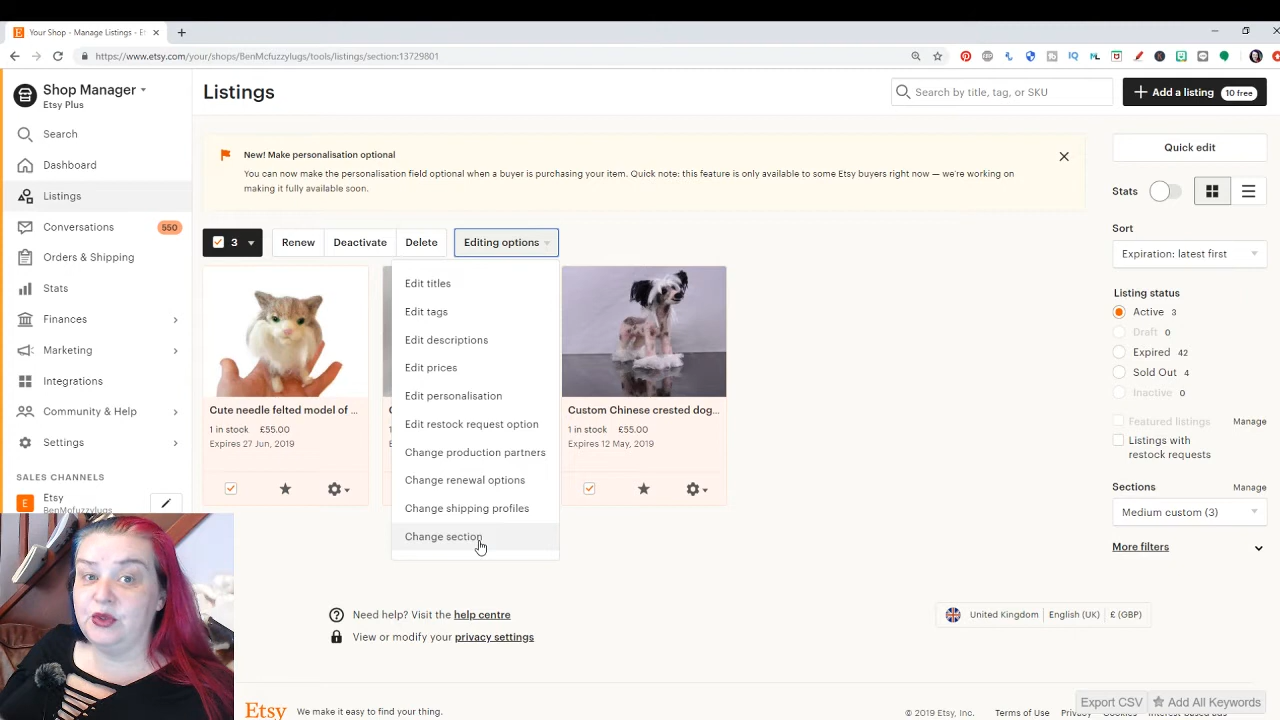 Your Shop - Manage Listings - Et
https://www.etsy.com/your/shops/BenMcfuzzylugs/tools/listings/section:13729801
Shop Manager
Etsy Plus
Search
Dashboard
Listings
Conversations 550
Orders & Shipping
Stats
Finances
Marketing
Integrations
Community & Help
Settings
SALES CHANNELS
Etsy
BenMcfuzzylugs
Listings
Search by title, tag, or SKU
Add a listing 10 free
New! Make personalisation optional
You can now make the personalisation field optional when a buyer is purchasing your item. Quick note: this feature is only available to some Etsy buyers right now — we're working on
making it fully available soon.
3 Renew Deactivate Delete Editing options
Edit titles
Edit tags
Edit descriptions
Edit prices
Edit personalisation
Edit restock request option
Change production partners
Change renewal options
Change shipping profiles
Change section
Cute needle felted model of ...
1 in stock £55.00
Expires 27 Jun, 2019
Custom Chinese crested dog...
1 in stock £55.00
Expires 12 May, 2019
Quick edit
Stats
Sort
Expiration: latest first
Listing status
Active 3
Draft 0
Expired 42
Sold Out 4
Inactive 0
Featured listings Manage
Listings with
restock requests
Sections Manage
Medium custom (3)
More filters
Need help? Visit the help centre
View or modify your privacy settings
United Kingdom English (UK) £ (GBP)
Etsy We make it easy to find your thing.
Export CSV Add All Keywords
© 2019 Etsy, Inc. Terms of Use